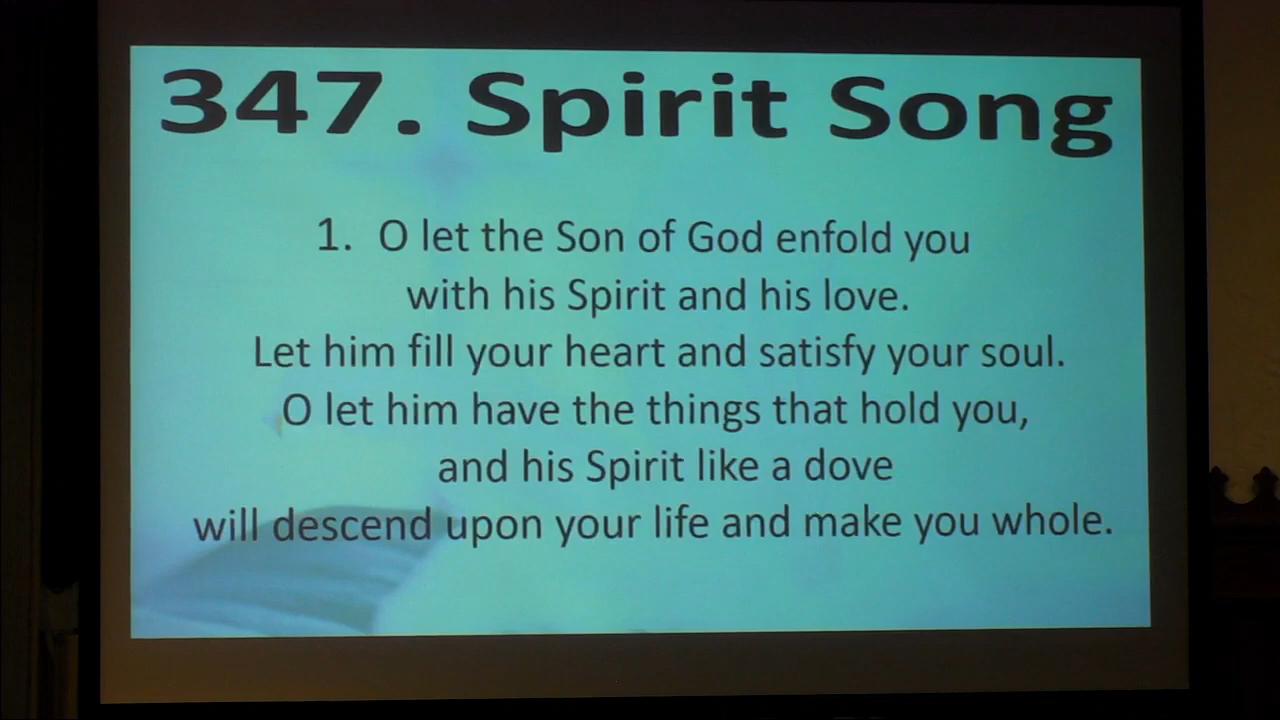 347. Spirit Song
1. O let the Son of God enfold you
with his Spirit and his love.
Let him fill your heart and satisfy your soul.
O let him have the things that hold you,
and his Spirit like a dove
will descend upon your life and make you whole.